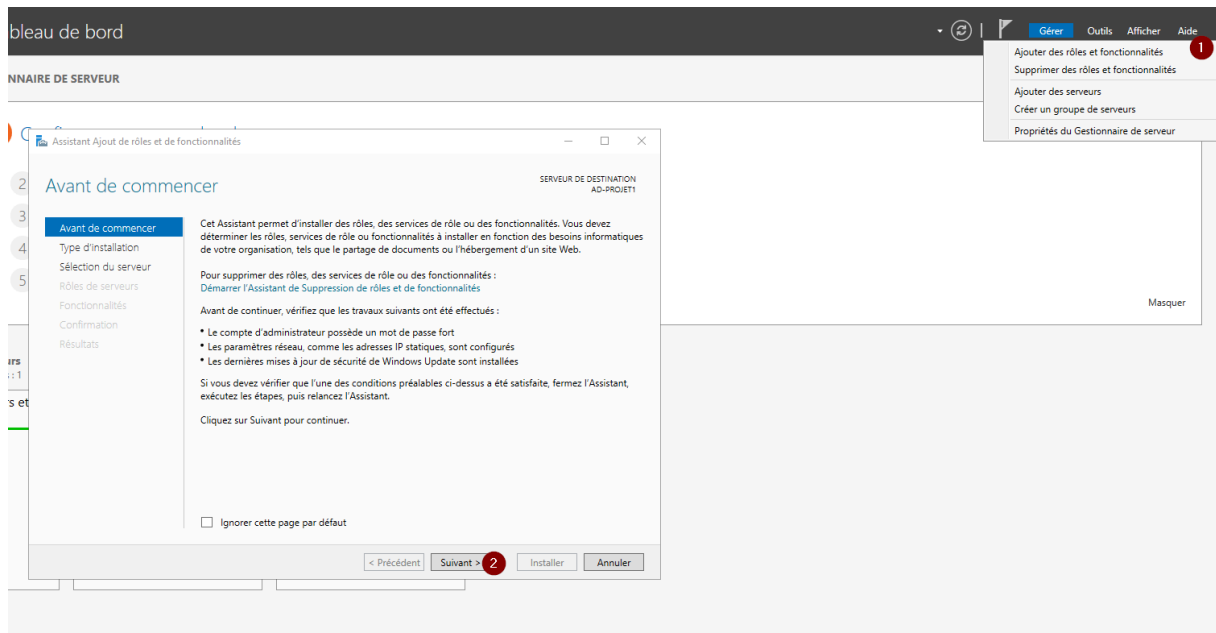 bleau de bord
Gérer Outils Afficher Aide
1
Ajouter des rôles et fonctionnalités
Supprimer des rôles et fonctionnalités
Ajouter des serveurs
Créer un groupe de serveurs
Propriétés du Gestionnaire de serveur
NNAIRE DE SERVEUR
2
3
4
5
Masquer
urs
s : 1
rs et
Assistant Ajout de rôles et de fonctionnalités
Avant de commencer
SERVEUR DE DESTINATION
AD-PROJET1
Avant de commencer
Type d'installation
Sélection du serveur
Rôles de serveurs
Fonctionnalités
Confirmation
Résultats
Cet Assistant permet d'installer des rôles, des services de rôle ou des fonctionnalités. Vous devez
déterminer les rôles, services de rôle ou fonctionnalités à installer en fonction des besoins informatiques
de votre organisation, tels que le partage de documents ou l'hébergement d'un site Web.
Pour supprimer des rôles, des services de rôle ou des fonctionnalités :
Démarrer l'Assistant de Suppression de rôles et de fonctionnalités
Avant de continuer, vérifiez que les travaux suivants ont été effectués :
• Le compte d'administrateur possède un mot de passe fort
• Les paramètres réseau, comme les adresses IP statiques, sont configurés
• Les dernières mises à jour de sécurité de Windows Update sont installées
Si vous devez vérifier que l'une des conditions préalables ci-dessus a été satisfaite, fermez l'Assistant,
exécutez les étapes, puis relancez l'Assistant.
Cliquez sur Suivant pour continuer.
Ignorer cette page par défaut
< Précédent Suivant > 2 Installer Annuler